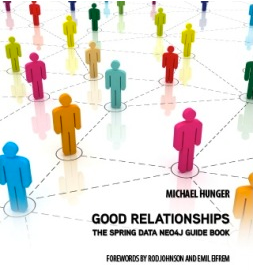 MICHAEL HUNGER
GOOD RELATIONSHIPS
THE SPRING DATA NEO4J GUIDE BOOK
FOREWORDS BY ROD JOHNSON AND EMIL EIFREM